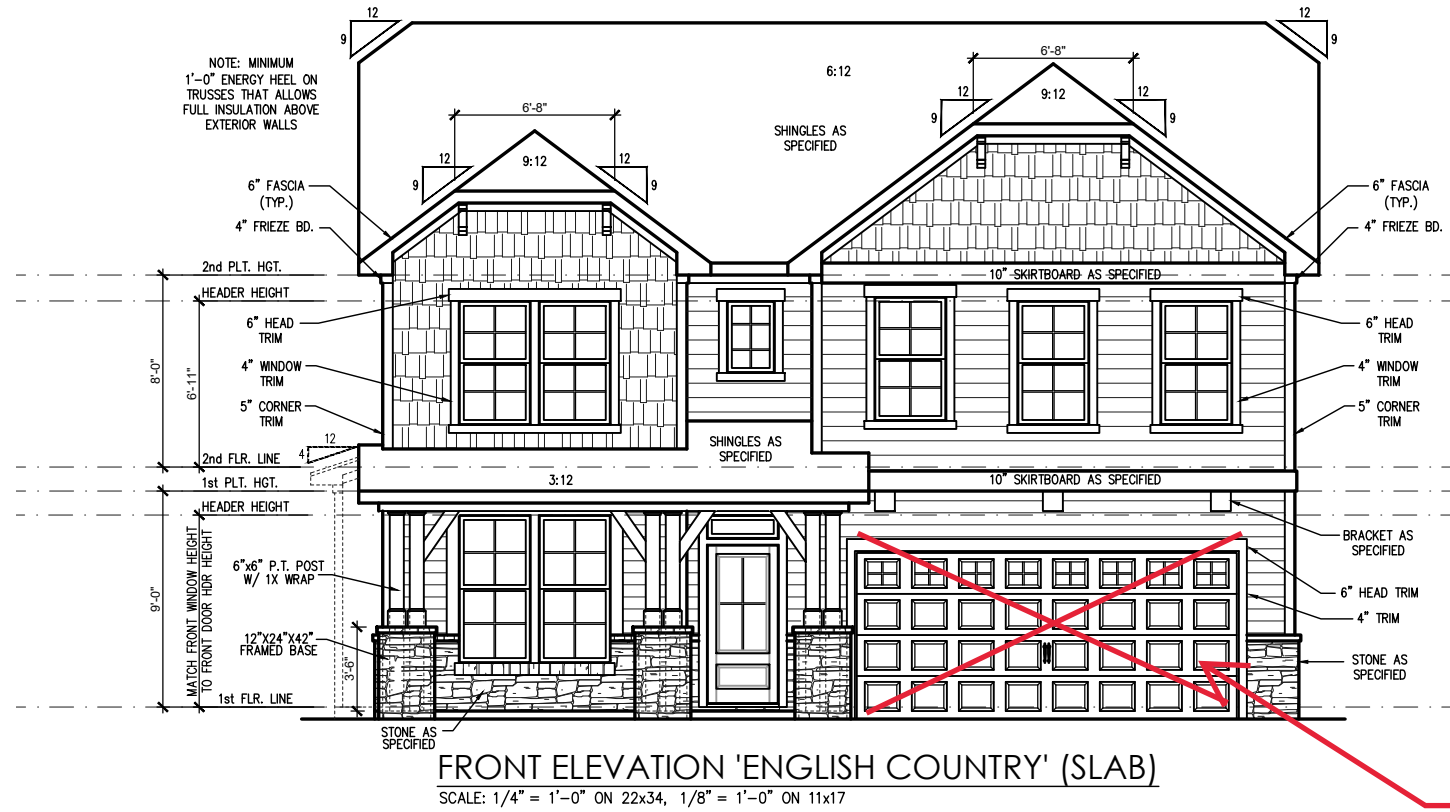 12
9
12
9
NOTE: MINIMUM
1'-0" ENERGY HEEL ON
TRUSSES THAT ALLOWS
FULL INSULATION ABOVE
EXTERIOR WALLS
6:12
6'-8"
12
9:12
12
9
9
SHINGLES AS
SPECIFIED
6'-8"
12
9:12
12
9
9
6" FASCIA
(TYP.)
4" FRIEZE BD.
6" FASCIA
(TYP.)
4" FRIEZE BD.
2nd PLT. HGT.
10" SKIRTBOARD AS SPECIFIED
HEADER HEIGHT
6" HEAD
TRIM
6" HEAD
TRIM
8'-0"
6'-11"
4" WINDOW
TRIM
4" WINDOW
TRIM
5" CORNER
TRIM
5" CORNER
TRIM
12
4
SHINGLES AS
SPECIFIED
2nd FLR. LINE
1st PLT. HGT.
3:12
10" SKIRTBOARD AS SPECIFIED
HEADER HEIGHT
BRACKET AS
SPECIFIED
9'-0"
MATCH FRONT WINDOW HEIGHT
TO FRONT DOOR HDR HEIGHT
6"x6" P.T. POST
W/ 1X WRAP
6" HEAD TRIM
4" TRIM
12"X24"X42"
FRAMED BASE
3'-6"
STONE AS
SPECIFIED
1st FLR. LINE
STONE AS
SPECIFIED
FRONT ELEVATION 'ENGLISH COUNTRY' (SLAB)
SCALE: 1/4" = 1'-0" ON 22x34, 1/8" = 1'-0" ON 11x17